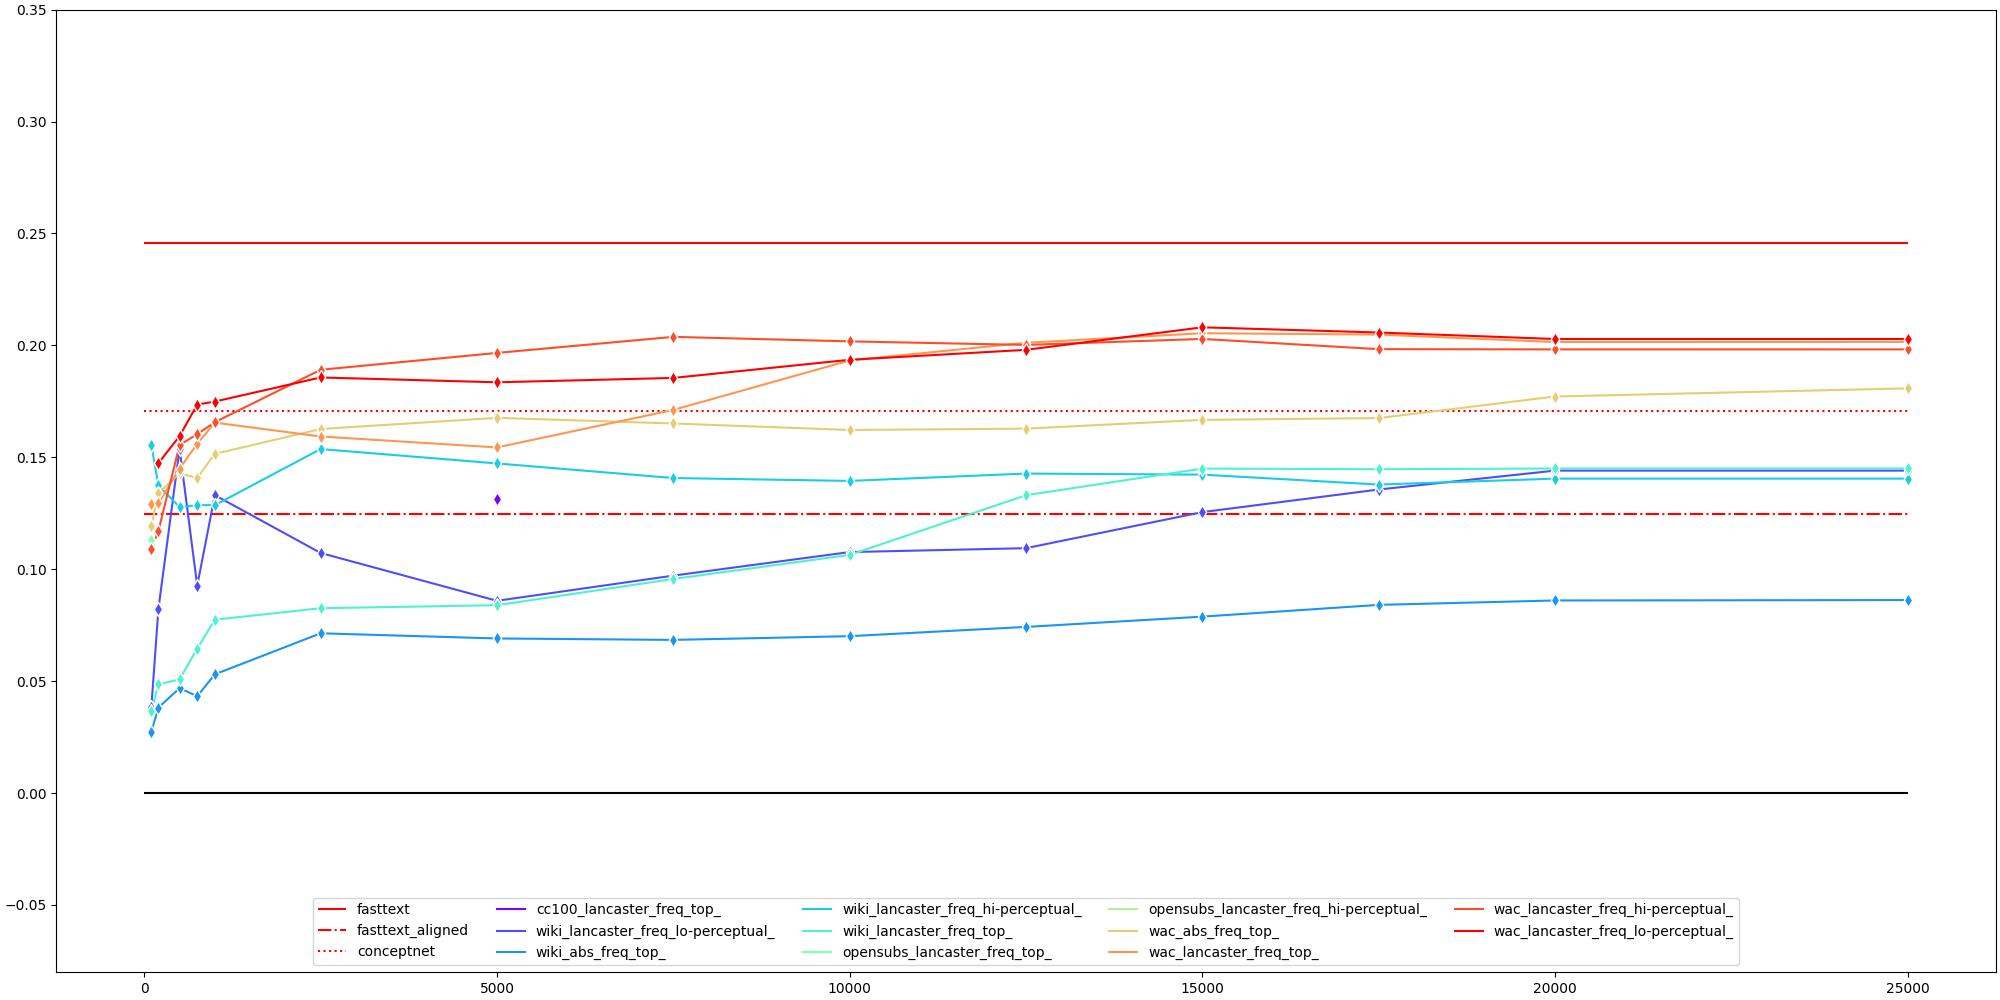 0.35
0.30
0.25
0.20
0.15
0.10
0.05
0.00
−0.05
fasttext
fasttext_aligned
conceptnet
cc100_lancaster_freq_top_
wiki_lancaster_freq_lo-perceptual_
wiki_abs_freq_top_
wiki_lancaster_freq_hi-perceptual_
wiki_lancaster_freq_top_
opensubs_lancaster_freq_top_
opensubs_lancaster_freq_hi-perceptual_
wac_abs_freq_top_
wac_lancaster_freq_top_
wac_lancaster_freq_hi-perceptual_
wac_lancaster_freq_lo-perceptual_
0 5000 10000 15000 20000 25000